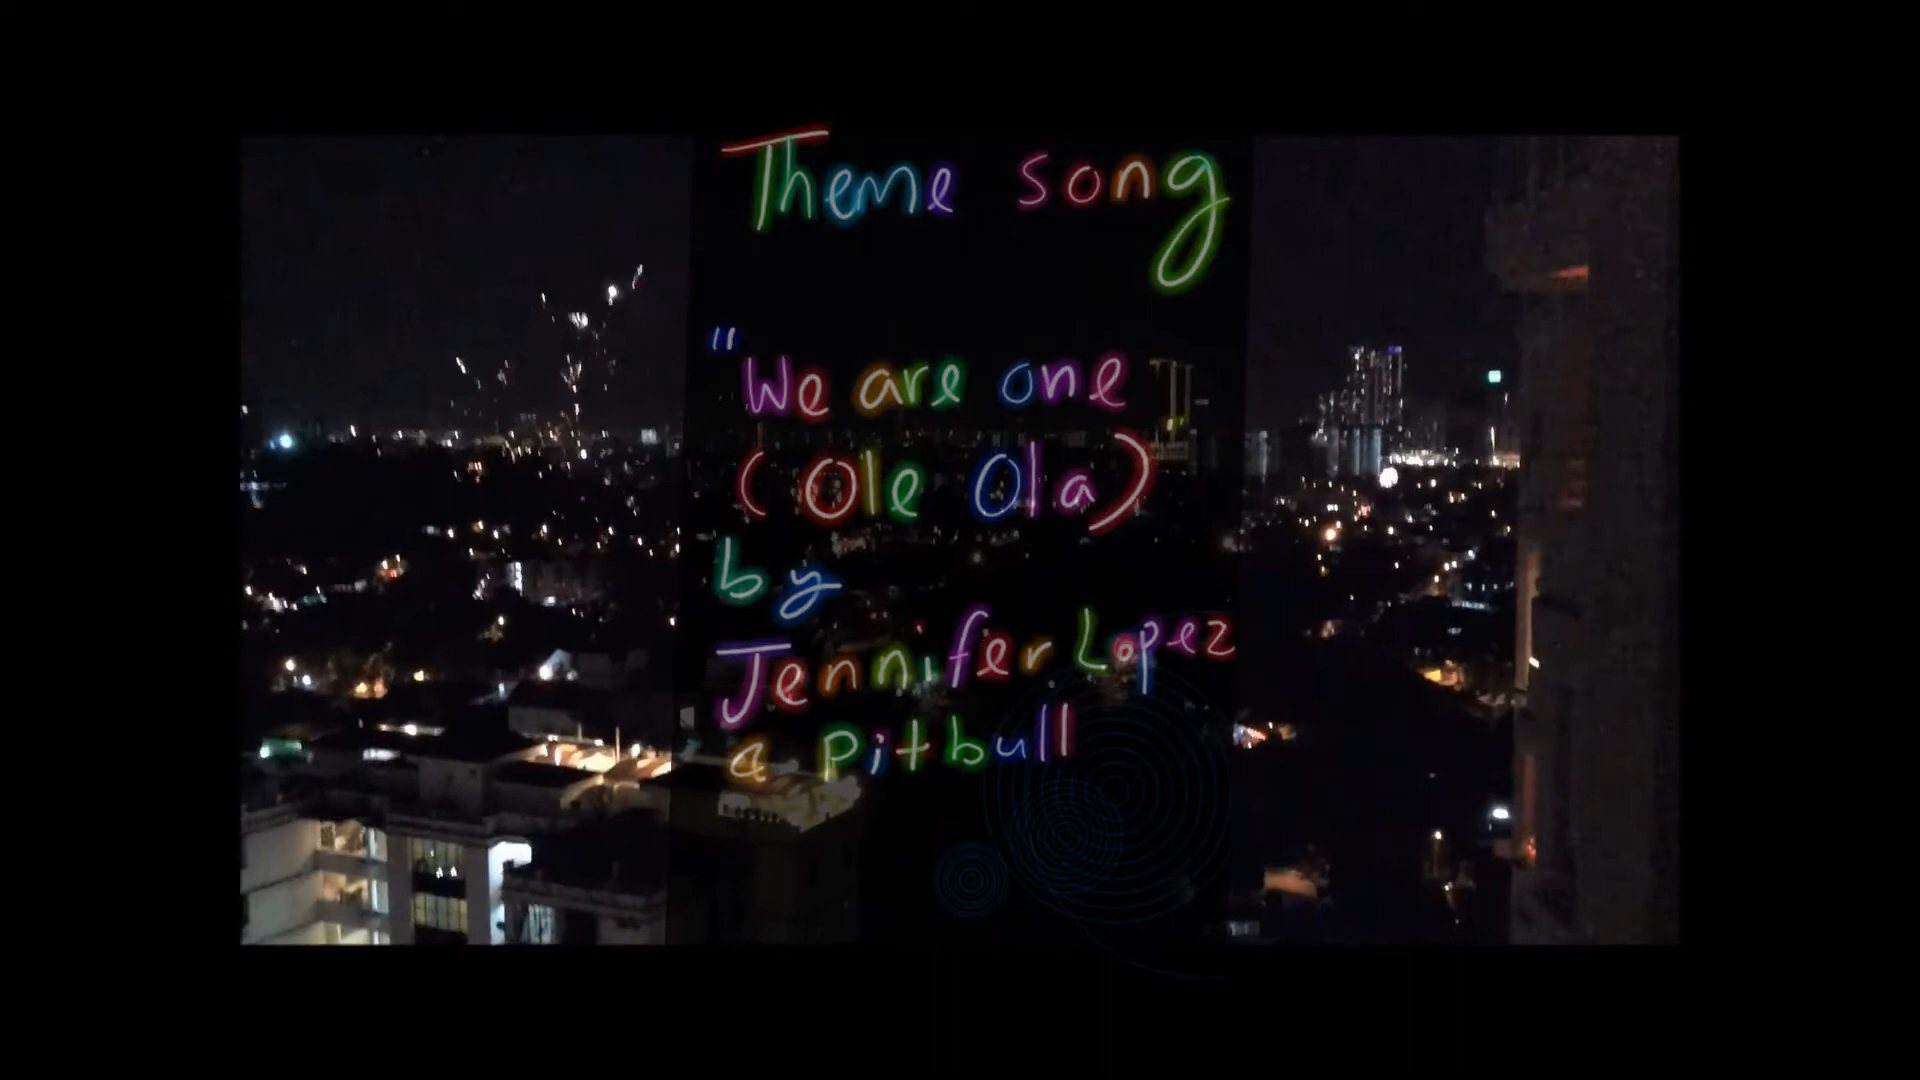 Theme song
"We are one
(Ole Ola)
by
Jennifer Lopez
& Pitbull